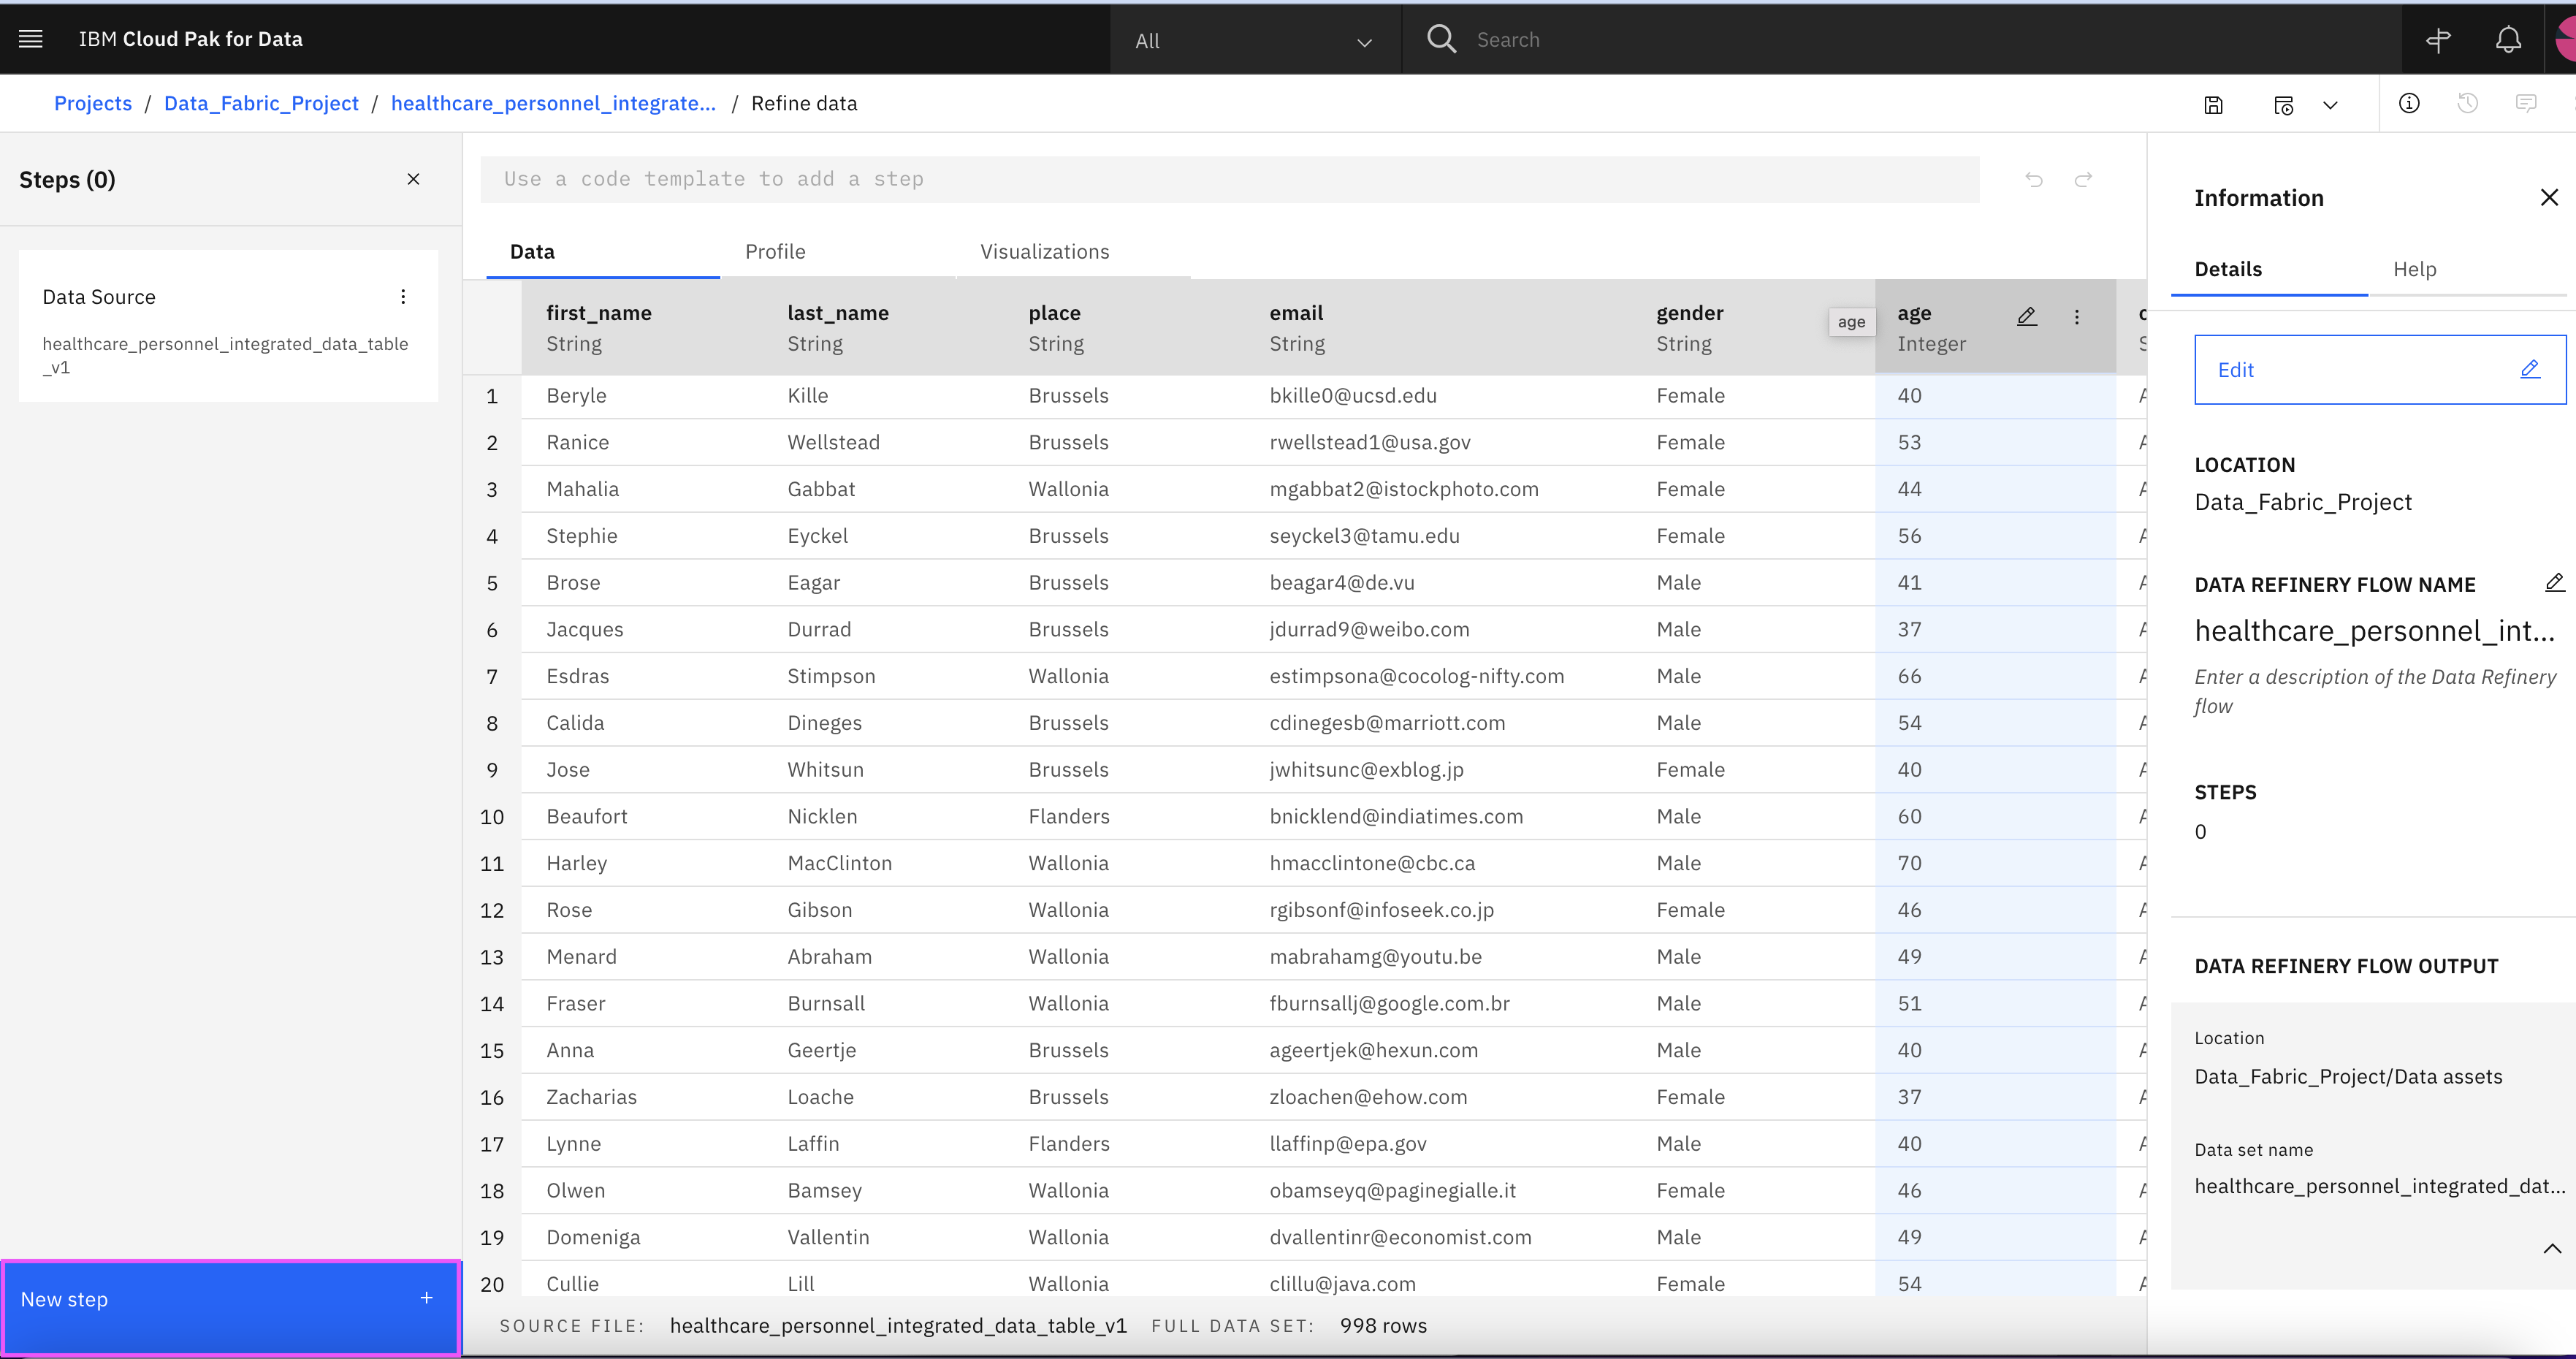 IBM Cloud Pak for Data
All
Search
Projects / Data_Fabric_Project / healthcare_personnel_integrate... / Refine data
Steps (0)
Data Source
healthcare_personnel_integrated_data_table
_v1
New step +
Use a code template to add a step
Data Profile Visualizations
first_name last_name place email gender age
String String String String String Integer
age
1 Beryle Kille Brussels bkille0@ucsd.edu Female 40
2 Ranice Wellstead Brussels rwellstead1@usa.gov Female 53
3 Mahalia Gabbat Wallonia mgabbat2@istockphoto.com Female 44
4 Stephie Eyckel Brussels seyckel3@tamu.edu Female 56
5 Brose Eagar Brussels beagar4@de.vu Male 41
6 Jacques Durrad Brussels jdurrad9@weibo.com Male 37
7 Esdras Stimpson Wallonia estimpsona@cocolog-nifty.com Male 66
8 Calida Dineges Brussels cdinegesb@marriott.com Male 54
9 Jose Whitsun Brussels jwhitsunc@exblog.jp Female 40
10 Beaufort Nicklen Flanders bnicklend@indiatimes.com Male 60
11 Harley MacClinton Wallonia hmacclintone@cbc.ca Male 70
12 Rose Gibson Wallonia rgibsonf@infoseek.co.jp Female 46
13 Menard Abraham Wallonia mabrahamg@youtu.be Male 49
14 Fraser Burnsall Wallonia fburnsallj@google.com.br Male 51
15 Anna Geertje Brussels ageertjek@hexun.com Male 40
16 Zacharias Loache Brussels zloachen@ehow.com Female 37
17 Lynne Laffin Flanders llaffinp@epa.gov Male 40
18 Olwen Bamsey Wallonia obamseyq@paginegialle.it Female 46
19 Domeniga Vallentin Wallonia dvallentinr@economist.com Male 49
20 Cullie Lill Wallonia clillu@java.com Female 54
SOURCE FILE: healthcare_personnel_integrated_data_table_v1 FULL DATA SET: 998 rows
Information
Details Help
Edit
LOCATION
Data_Fabric_Project
DATA REFINERY FLOW NAME
healthcare_personnel_int...
Enter a description of the Data Refinery
flow
STEPS
0
DATA REFINERY FLOW OUTPUT
Location
Data_Fabric_Project/Data assets
Data set name
healthcare_personnel_integrated_dat...